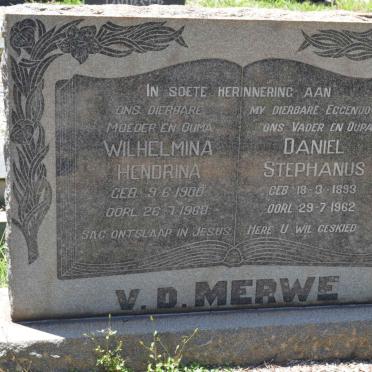 IN SOETE HERINNERING AAN
ONS DIERBARE
MOEDER EN OUMA
WILHELMINA
HENDRINA
GEB. 9-6-1900
OORL. 26-7-1968
SAG ONTSLAAP IN JESUS
MY DIERBARE EGGENOOT
ONS VADER EN OUPA
DANIEL
STEPHANUS
GEB 18-3-1893
OORL 29-7-1962
HERE U WIL GESKIED
V.D. MERWE